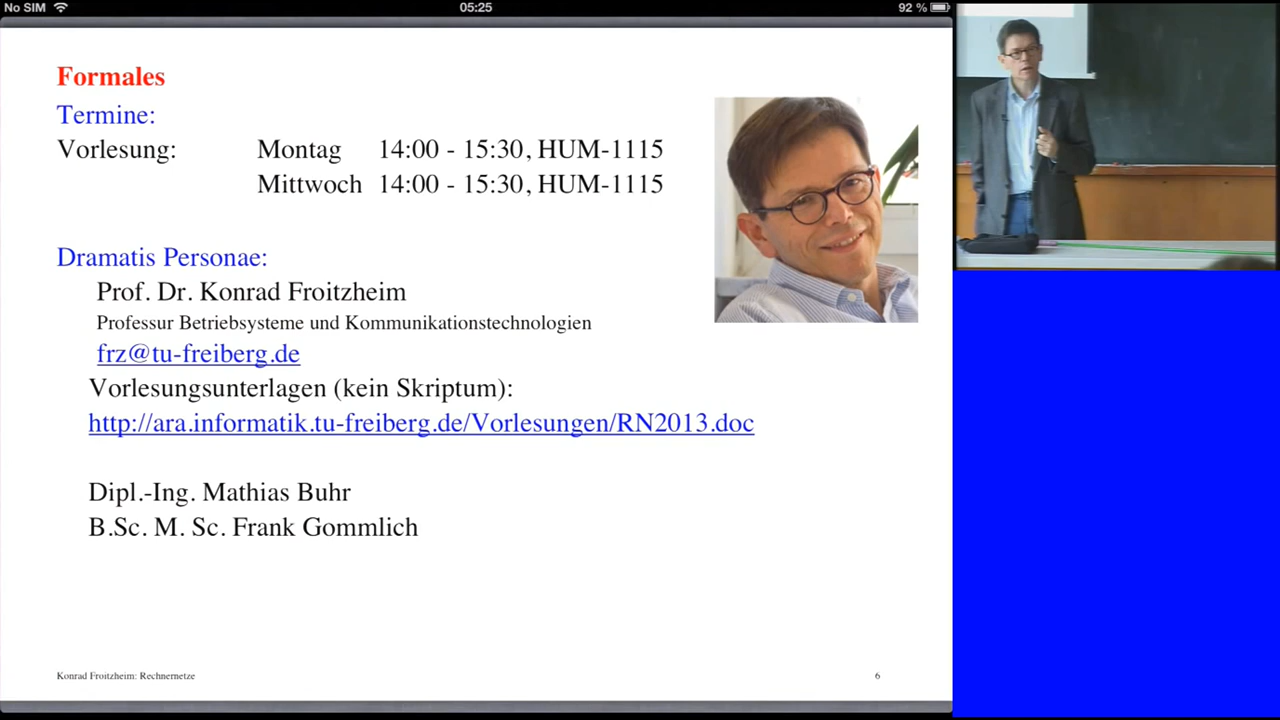 No SIM 05:25 92 %
Formales
Termine:
Vorlesung: Montag 14:00 - 15:30, HUM-1115
Mittwoch 14:00 - 15:30, HUM-1115
Dramatis Personae:
Prof. Dr. Konrad Froitzheim
Professur Betriebsysteme und Kommunikationstechnologien
frz@tu-freiberg.de
Vorlesungsunterlagen (kein Skriptum):
http://ara.informatik.tu-freiberg.de/Vorlesungen/RN2013.doc
Dipl.-Ing. Mathias Buhr
B.Sc. M. Sc. Frank Gommlich
Konrad Froitzheim: Rechnernetze 6